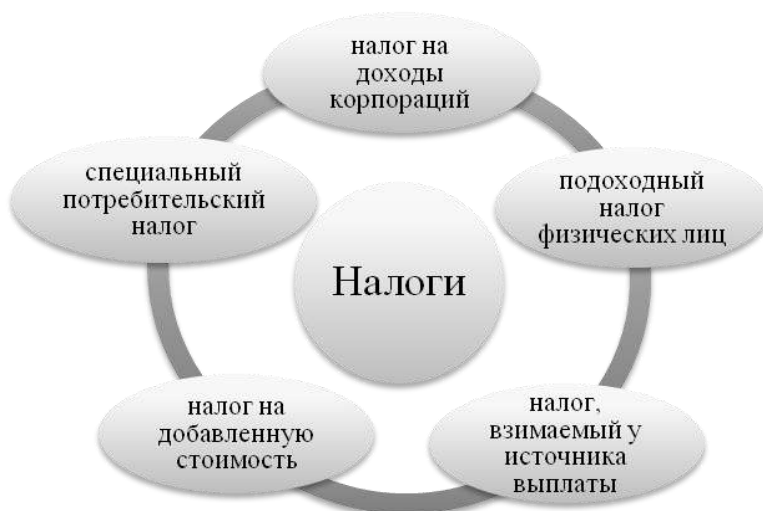 налог на
доходы
корпораций
специальный
потребительский
налог
подоходный
налог
физических лиц
Налоги
налог на
добавленную
стоимость
налог,
взимаемый у
источника
выплаты